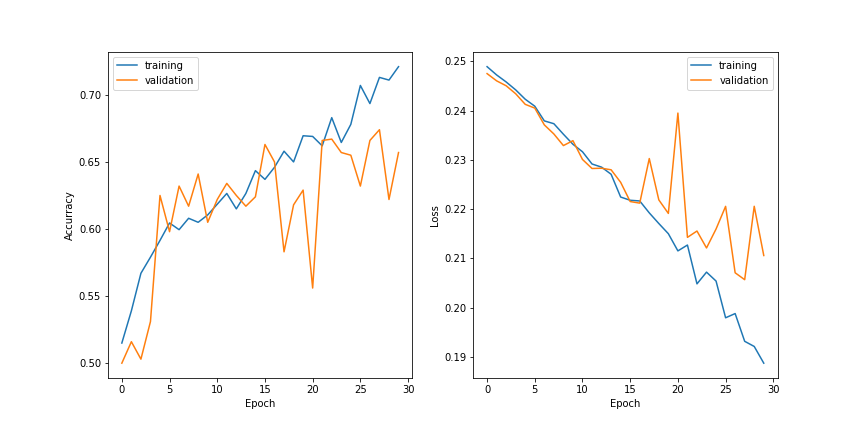 training
validation
0.70
0.65
0.60
0.55
0.50
Accurracy
0 5 10 15 20 25 30
Epoch
training
validation
0.25
0.24
0.23
0.22
0.21
0.20
0.19
Loss
0 5 10 15 20 25 30
Epoch